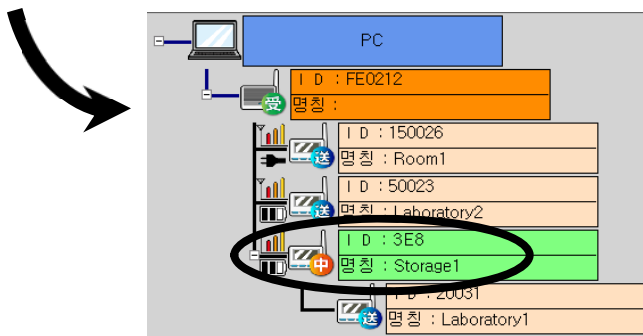 PC
I D : FE0212
受
명칭 :
I D : 150026
送
명칭 : Room1
I D : 50023
送
명칭 : Laboratory2
I D : 3E8
中
명칭 : Storage1
I D : 20031
送
명칭 : Laboratory1